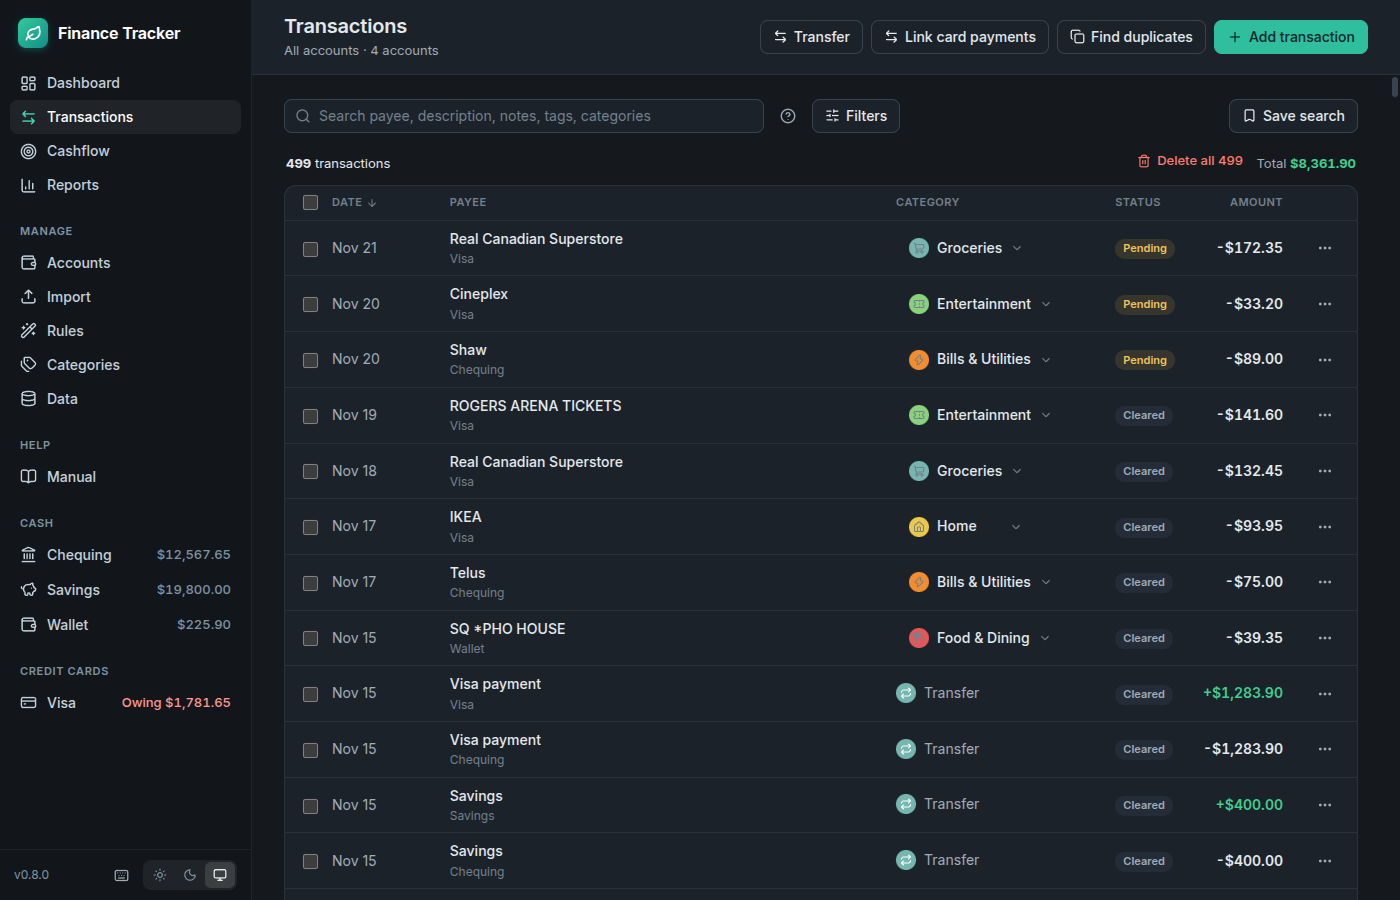 Finance Tracker
Dashboard
Transactions
Cashflow
Reports
MANAGE
Accounts
Import
Rules
Categories
Data
HELP
Manual
CASH
Chequing $12,567.65
Savings $19,800.00
Wallet $225.90
CREDIT CARDS
Visa Owing $1,781.65
v0.8.0
Transactions
All accounts · 4 accounts
Transfer
Link card payments
Find duplicates
Add transaction
Search payee, description, notes, tags, categories
Filters
Save search
499 transactions
Delete all 499
Total $8,361.90
DATE PAYEE CATEGORY STATUS AMOUNT
Nov 21 Real Canadian Superstore Groceries Pending -$172.35
Visa
Nov 20 Cineplex Entertainment Pending -$33.20
Visa
Nov 20 Shaw Bills & Utilities Pending -$89.00
Chequing
Nov 19 ROGERS ARENA TICKETS Entertainment Cleared -$141.60
Visa
Nov 18 Real Canadian Superstore Groceries Cleared -$132.45
Visa
Nov 17 IKEA Home Cleared -$93.95
Visa
Nov 17 Telus Bills & Utilities Cleared -$75.00
Chequing
Nov 15 SQ *PHO HOUSE Food & Dining Cleared -$39.35
Wallet
Nov 15 Visa payment Transfer Cleared +$1,283.90
Visa
Nov 15 Visa payment Transfer Cleared -$1,283.90
Chequing
Nov 15 Savings Transfer Cleared +$400.00
Savings
Nov 15 Savings Transfer Cleared -$400.00
Chequing